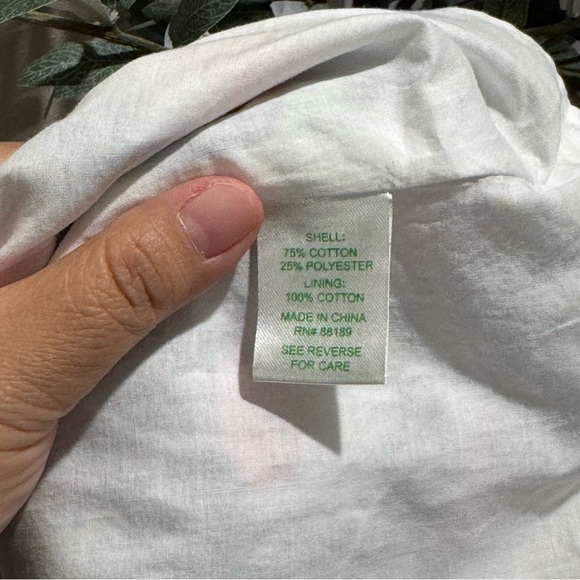 SHELL:
75% COTTON
25% POLYESTER
LINING:
100% COTTON
MADE IN CHINA
RN# 88189
SEE REVERSE
FOR CARE